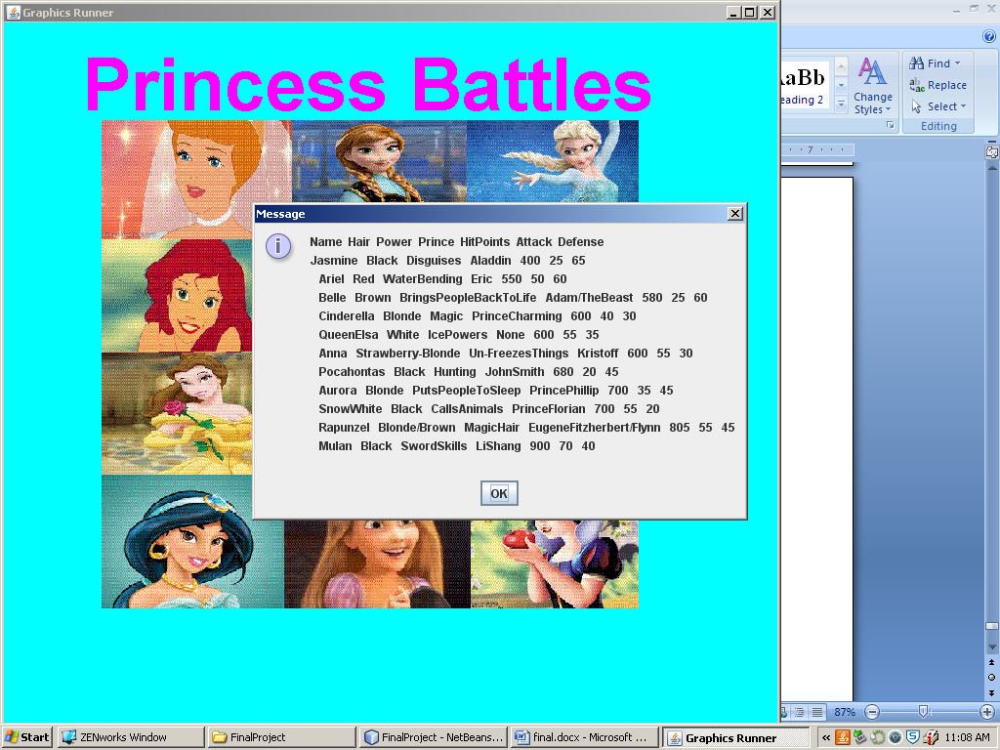 Graphics Runner
Princess Battles
Message
Name Hair Power Prince HitPoints Attack Defense
Jasmine Black Disguises Aladdin 400 25 65
Ariel Red WaterBending Eric 550 50 60
Belle Brown BringsPeopleBackToLife Adam/TheBeast 580 25 60
Cinderella Blonde Magic PrinceCharming 600 40 30
QueenElsa White IcePowers None 600 55 35
Anna Strawberry-Blonde Un-FreezesThings Kristoff 600 55 30
Pocahontas Black Hunting JohnSmith 680 20 45
Aurora Blonde PutsPeopleToSleep PrincePhillip 700 35 45
SnowWhite Black CallsAnimals PrinceFlorian 700 55 20
Rapunzel Blonde/Brown MagicHair EugeneFitzherbert/Flynn 805 55 45
Mulan Black SwordSkills LiShang 900 70 40
OK
AaBb
eading 2
Change
Styles
Find
Replace
Select
Editing
7
87%
Start
ZENworks Window
FinalProject
FinalProject - NetBeans...
final.docx - Microsoft ...
Graphics Runner
11:08 AM